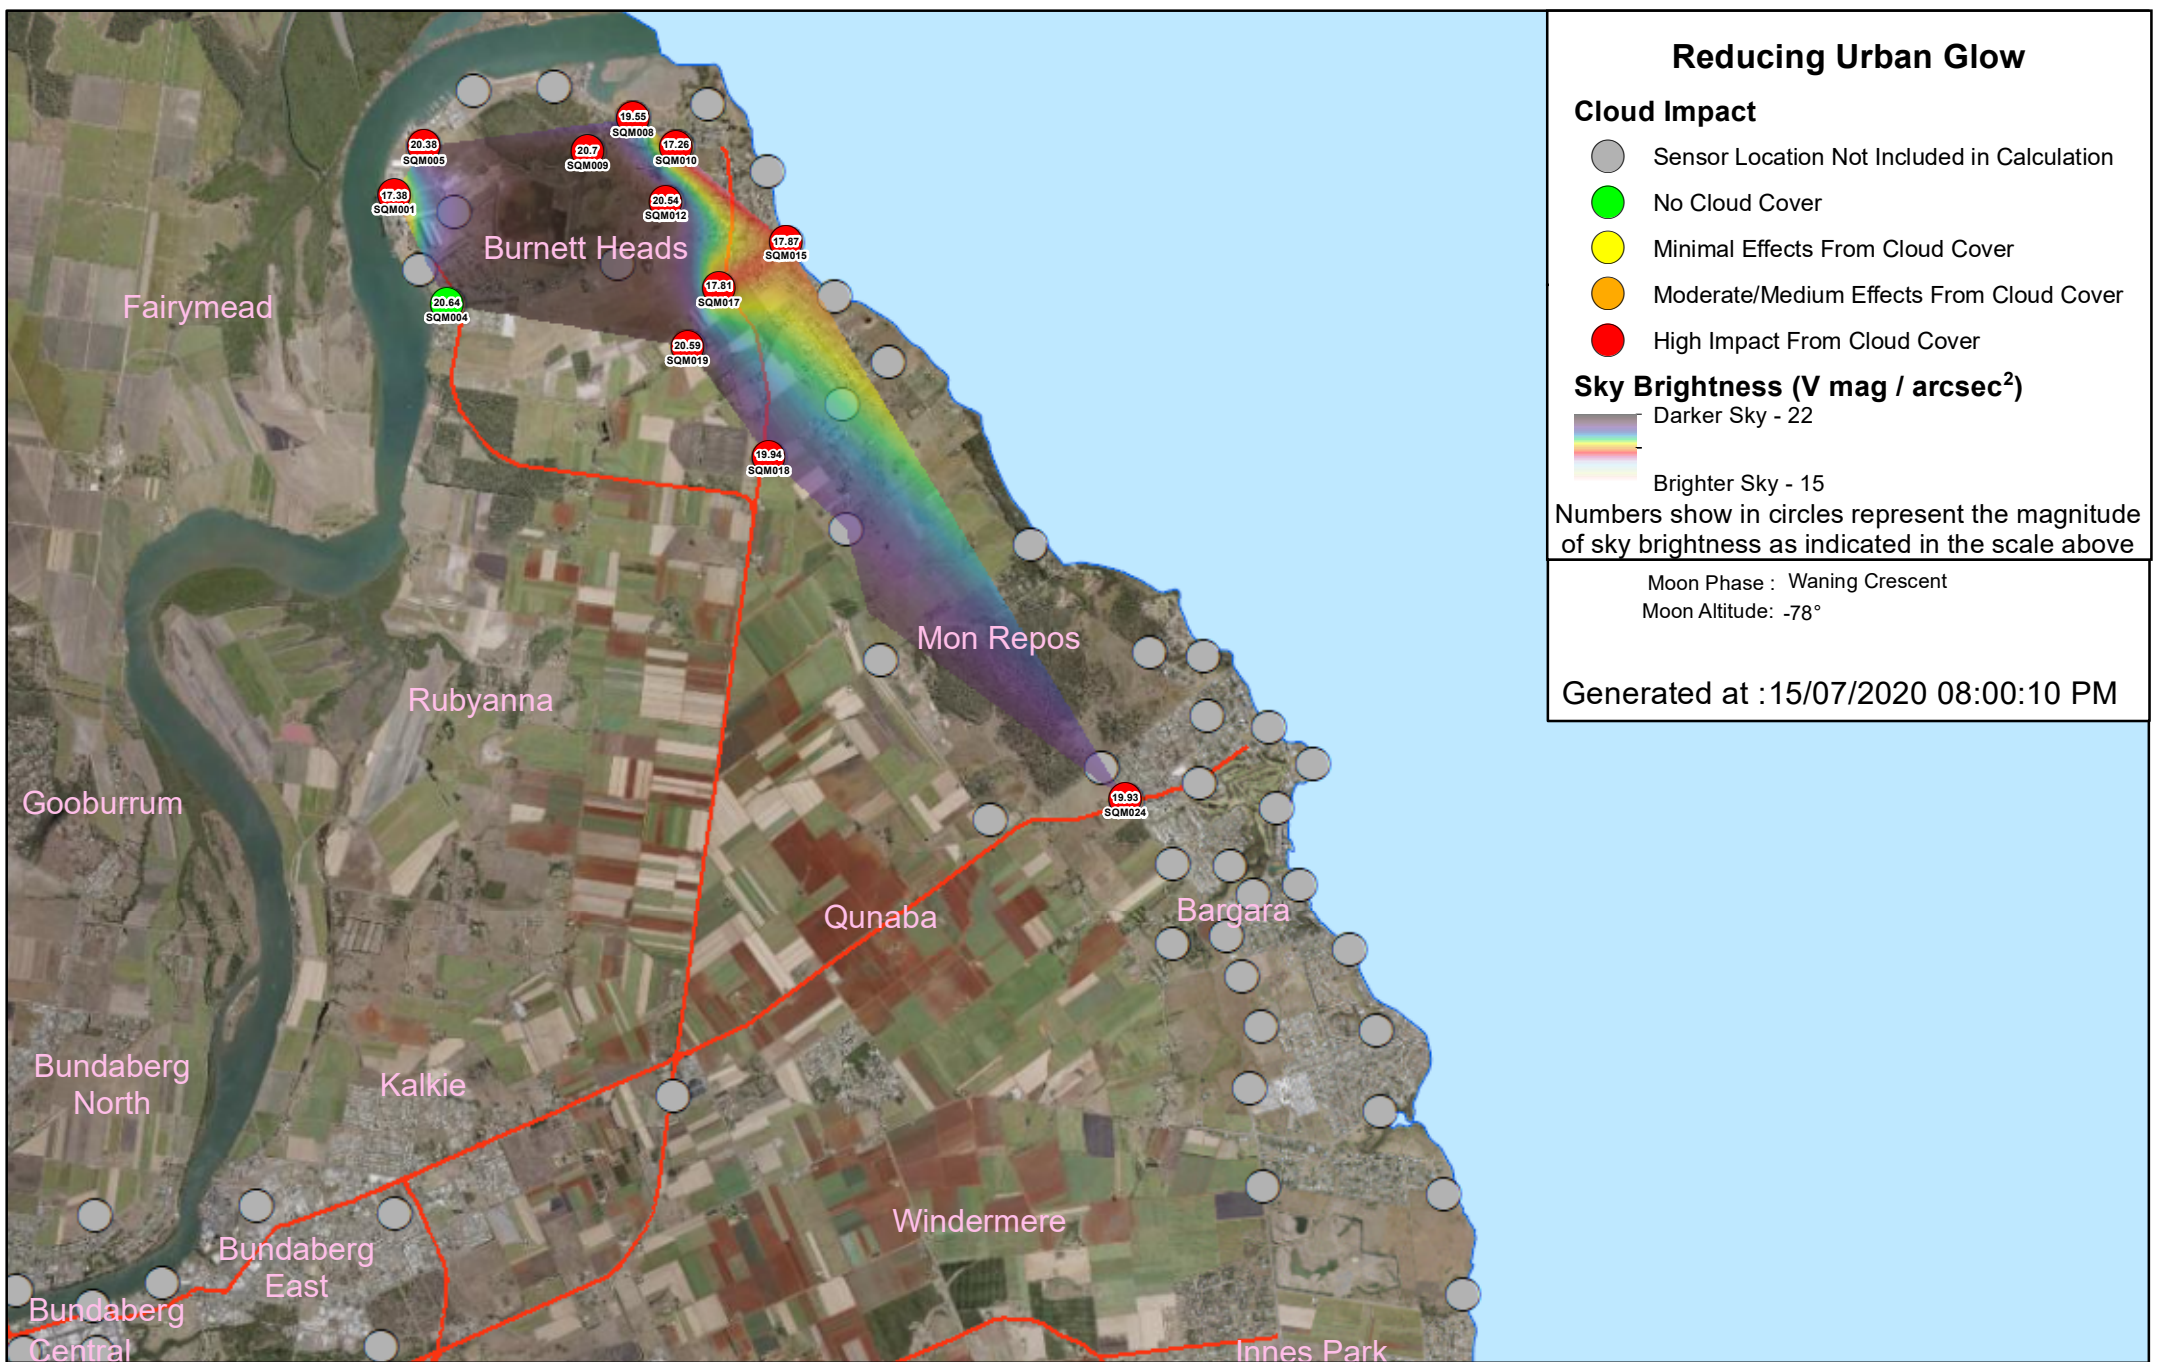 Reducing Urban Glow
Cloud Impact
Sensor Location Not Included in Calculation
No Cloud Cover
Minimal Effects From Cloud Cover
Moderate/Medium Effects From Cloud Cover
High Impact From Cloud Cover
Sky Brightness (V mag / arcsec²)
Darker Sky - 22
Brighter Sky - 15
Numbers show in circles represent the magnitude
of sky brightness as indicated in the scale above
Moon Phase : Waning Crescent
Moon Altitude: -78°
Generated at :15/07/2020 08:00:10 PM
19.55
SQM008
20.38
SQM005
20.7
SQM009
17.26
SQM010
17.38
SQM001
20.54
SQM012
17.87
SQM015
Burnett Heads
17.81
SQM017
20.64
SQM004
Fairymead
20.59
SQM019
19.94
SQM018
Mon Repos
Rubyanna
Gooburrum
19.93
SQM024
Qunaba
Bargara
Bundaberg
North
Kalkie
Windermere
Bundaberg
East
Bundaberg
Central
Innes Park